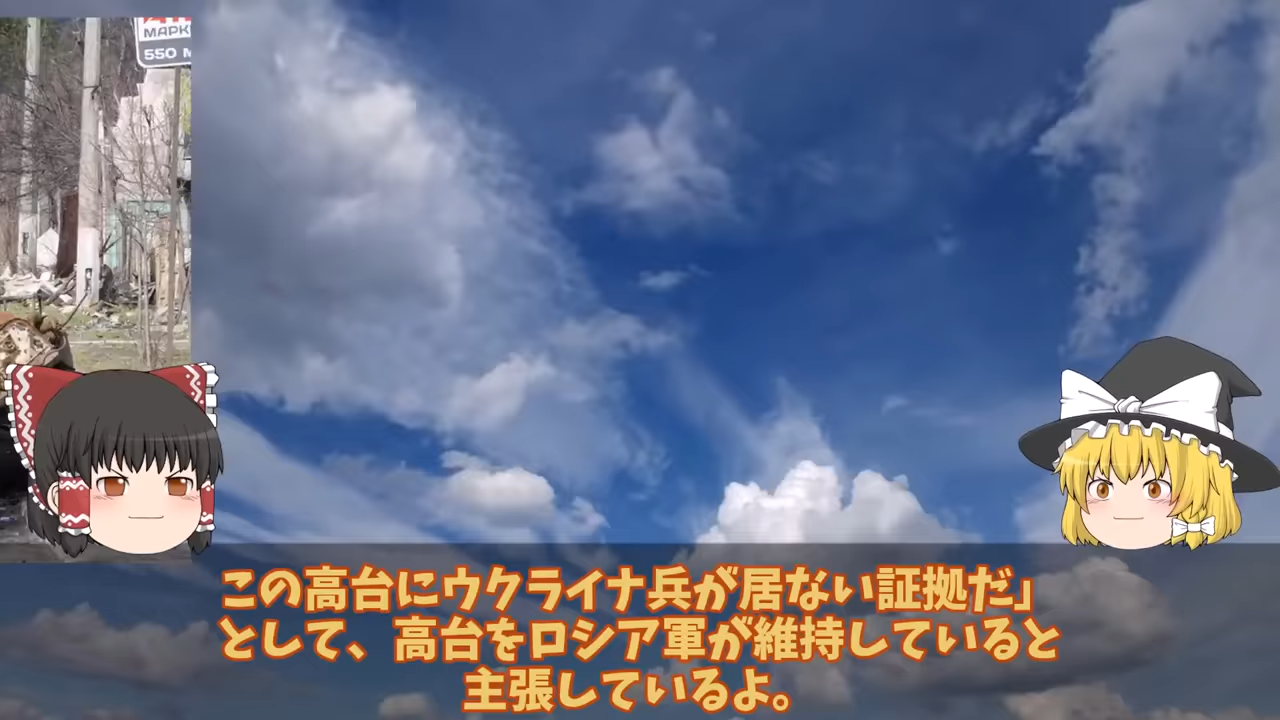 МАРК
550 М
この高台にウクライナ兵が居ない証拠だ」
として、高台をロシア軍が維持していると
主張しているよ。